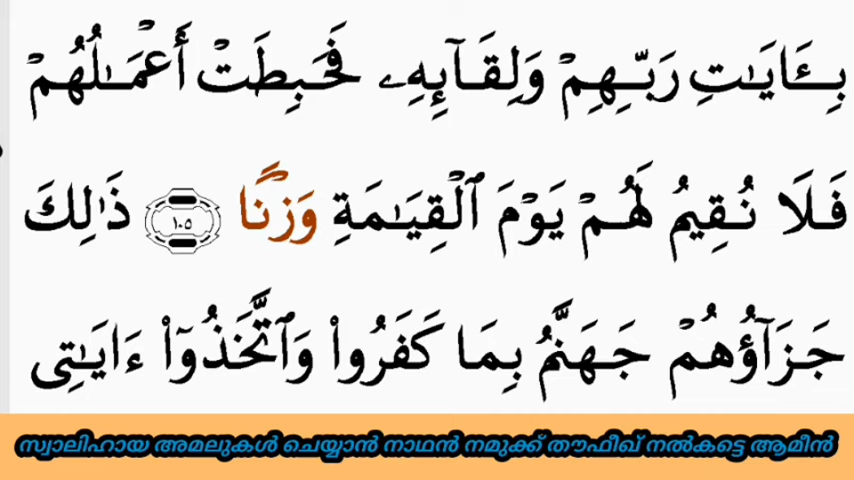 بِـَٔايَـٰتِ رَبِّهِمْ وَلِقَآئِهِۦ فَحَبِطَتْ أَعْمَـٰلُهُمْ
فَلَا نُقِيمُ لَهُمْ يَوْمَ ٱلْقِيَـٰمَةِ وَزْنًا ١٠٥ ذَٰلِكَ
جَزَآؤُهُمْ جَهَنَّمُ بِمَا كَفَرُوا۟ وَٱتَّخَذُوٓا۟ ءَايَـٰتِى
സ്വാലിഹായ അമലുകൾ ചെയ്യാൻ നാഥൻ നമുക്ക് തൗഫീഖ് നൽകട്ടെ ആമീൻ